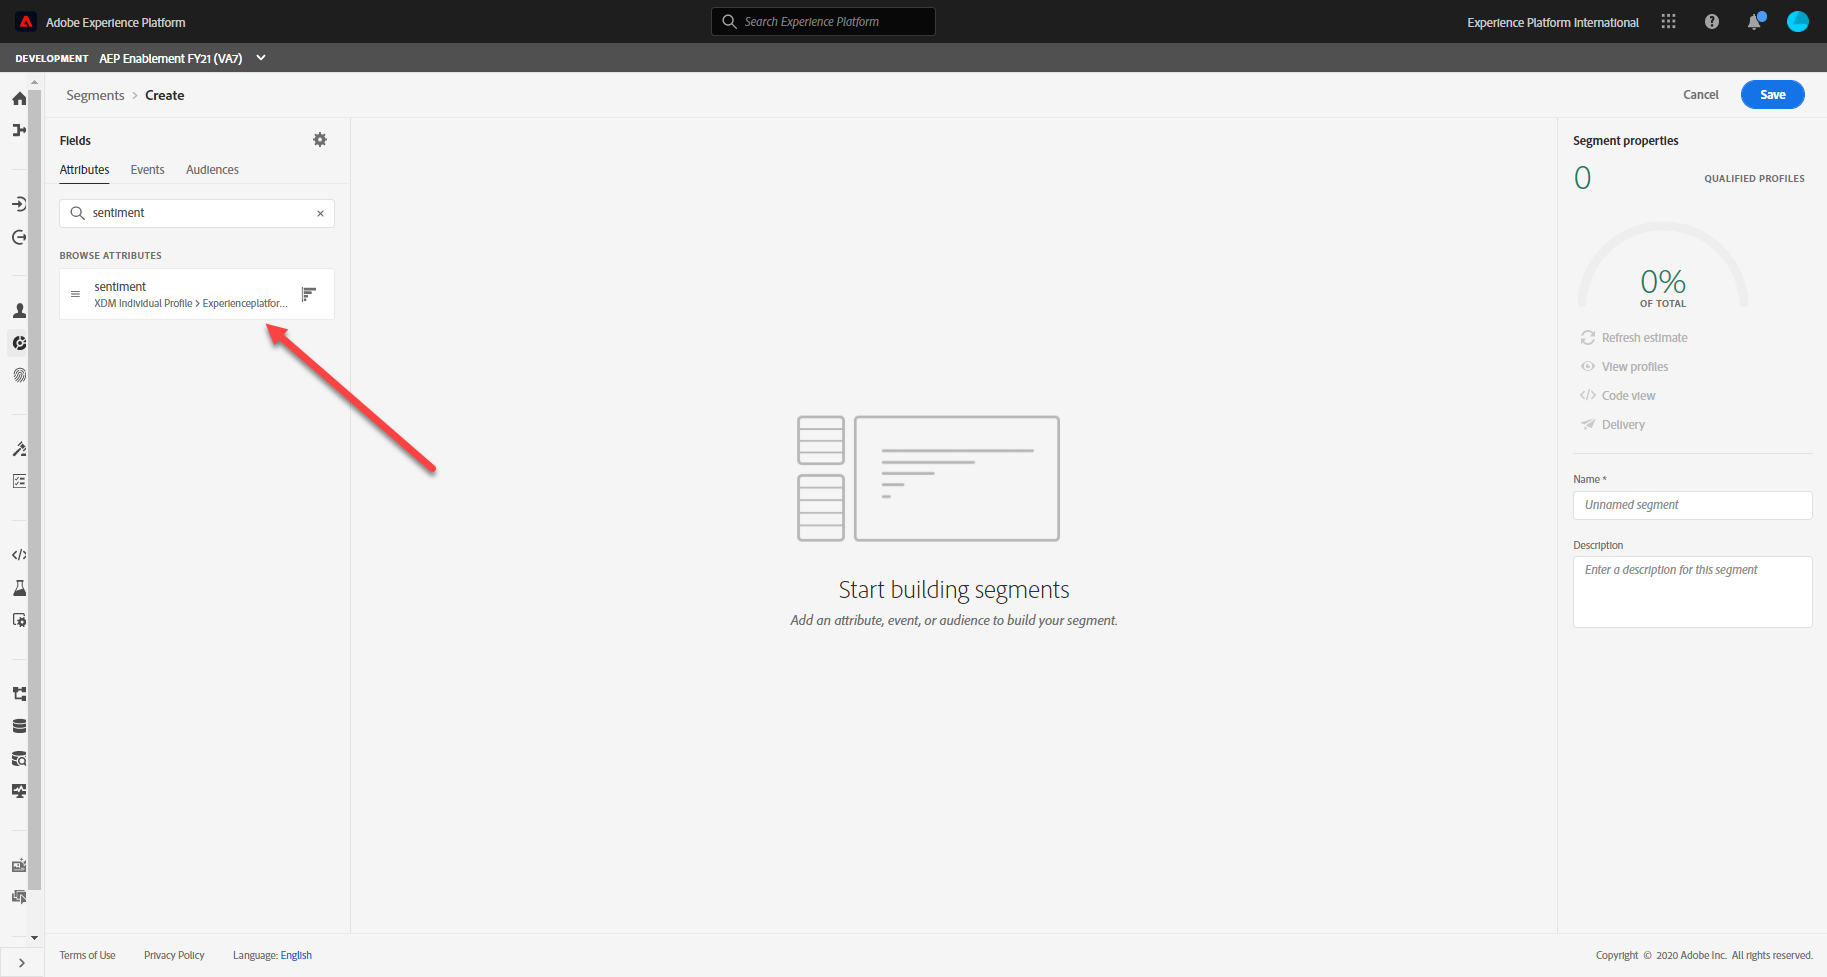 Adobe Experience Platform
Search Experience Platform
Experience Platform International
DEVELOPMENT AEP Enablement FY21 (VA7)
Segments > Create
Cancel
Save
Fields
Attributes
Events
Audiences
sentiment
BROWSE ATTRIBUTES
sentiment
XDM Individual Profile > Experienceplatfor...
Start building segments
Add an attribute, event, or audience to build your segment.
Segment properties
0
QUALIFIED PROFILES
0%
OF TOTAL
Refresh estimate
View profiles
Code view
Delivery
Name *
Unnamed segment
Description
Enter a description for this segment
Terms of Use
Privacy Policy
Language: English
Copyright © 2020 Adobe Inc. All rights reserved.